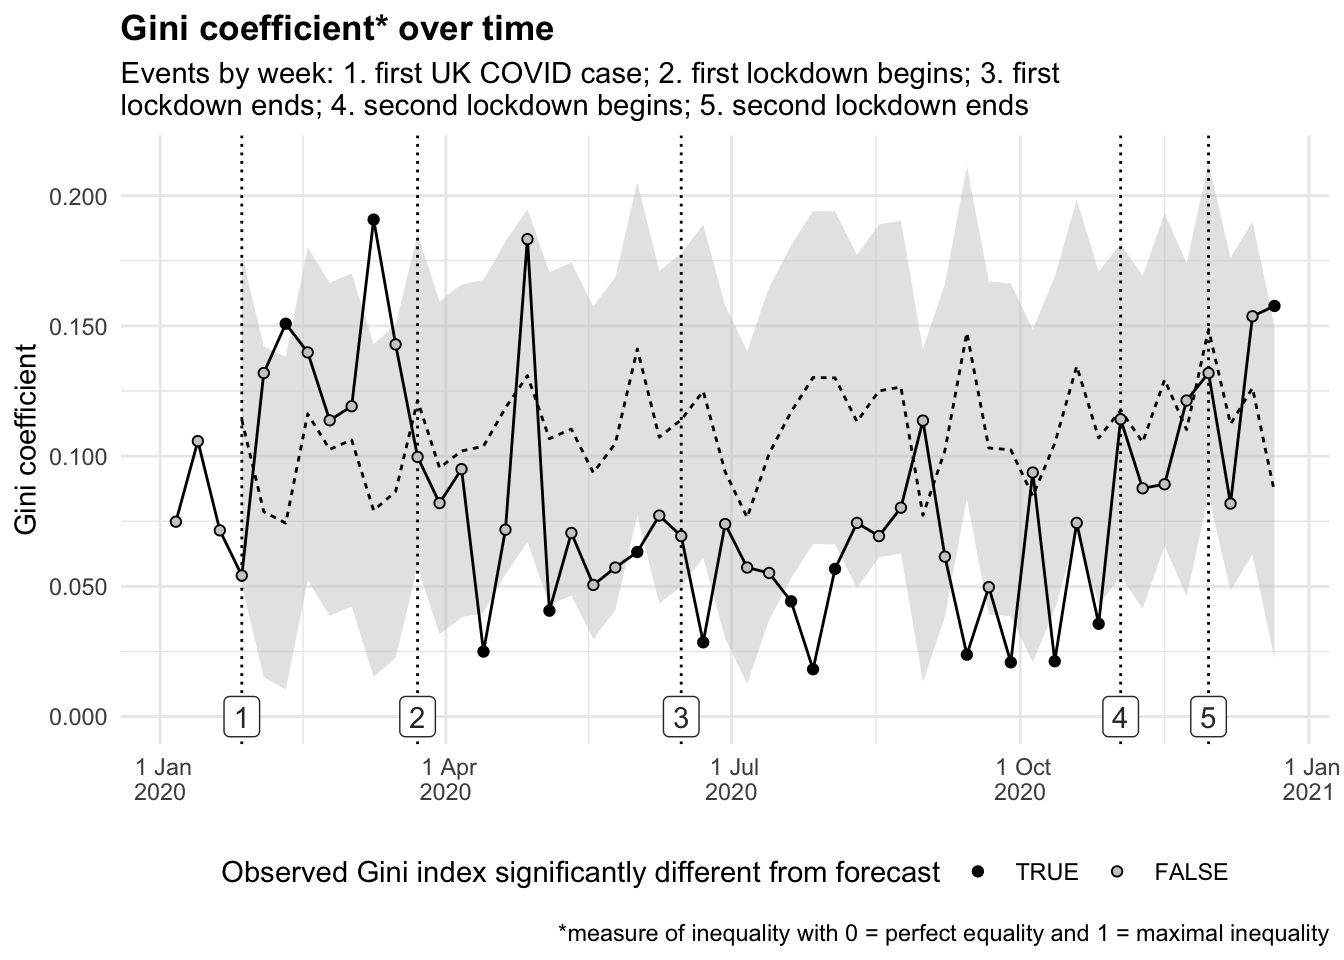 Gini coefficient* over time
Events by week: 1. first UK COVID case; 2. first lockdown begins; 3. first
lockdown ends; 4. second lockdown begins; 5. second lockdown ends
Gini coefficient
0.200
0.150
0.100
0.050
0.000
1
2
3
4
5
1 Jan
2020
1 Apr
2020
1 Jul
2020
1 Oct
2020
1 Jan
2021
Observed Gini index significantly different from forecast TRUE FALSE
*measure of inequality with 0 = perfect equality and 1 = maximal inequality